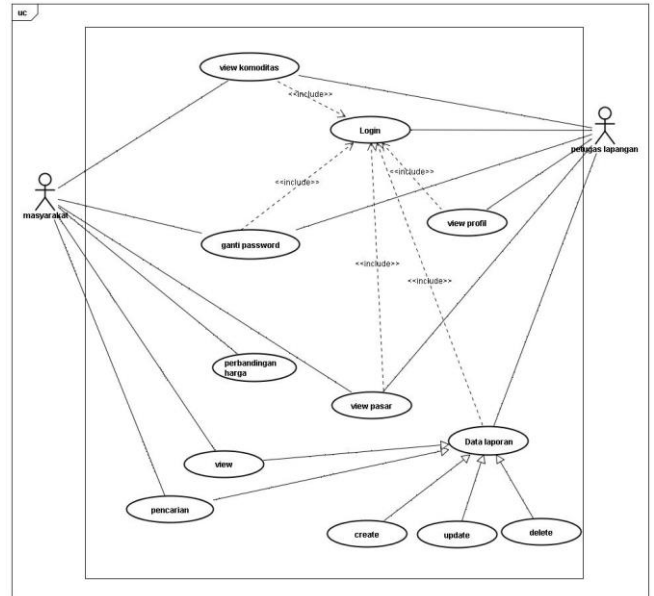 uc
view komoditas
<<include>>
Login
petugas lapangan
masyarakat
<<include>>
view profil
ganti password
<<include>>
<<include>>
perbandingan
harga
view pasar
Data laporan
view
pencarian
create
update
delete